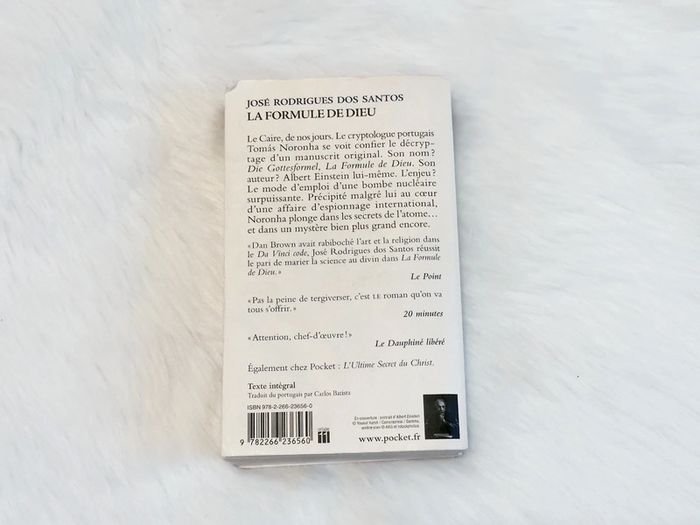 JOSÉ RODRIGUES DOS SANTOS
LA FORMULE DE DIEU
Le Caire, de nos jours. Le cryptologue portugais
Tomás Noronha se voit confier le décryp-
tage d'un manuscrit original. Son nom ?
Die Gottesformel, La Formule de Dieu. Son
auteur ? Albert Einstein lui-même. L'enjeu ?
Le mode d'emploi d'une bombe nucléaire
surpuissante. Précipité malgré lui au cœur
d'une affaire d'espionnage international,
Noronha plonge dans les secrets de l'atome…
et dans un mystère bien plus grand encore.
« Dan Brown avait rabiboché l'art et la religion dans
le Da Vinci code, José Rodrigues dos Santos réussit
le pari de marier la science au divin dans La Formule
de Dieu. »
Le Point
« Pas la peine de tergiverser, c'est LE roman qu'on va
tous s'offrir. »
20 minutes
« Attention, chef-d'œuvre ! »
Le Dauphiné libéré
Également chez Pocket : L'Ultime Secret du Christ.
Texte intégral
Traduit du portugais par Carlos Batista
ISBN 978-2-266-23656-0
9 782266 236560
En couverture : portrait d'Albert Einstein
www.pocket.fr